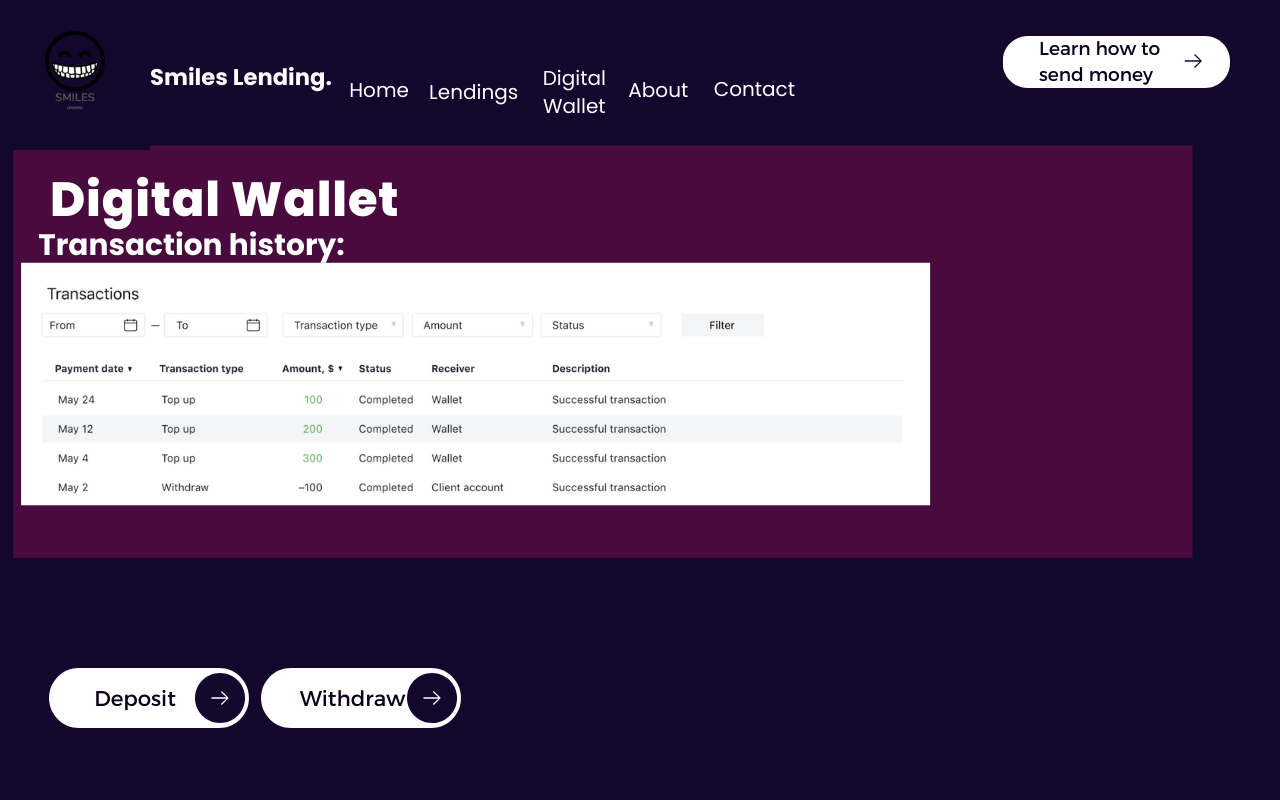 SMILES
LENDING.
Smiles Lending.
Home
Lendings
Digital
Wallet
About
Contact
Learn how to
send money
Digital Wallet
Transaction history:
Transactions
From — To Transaction type Amount Status Filter
Payment date Transaction type Amount, $ Status Receiver Description
May 24 Top up 100 Completed Wallet Successful transaction
May 12 Top up 200 Completed Wallet Successful transaction
May 4 Top up 300 Completed Wallet Successful transaction
May 2 Withdraw –100 Completed Client account Successful transaction
Deposit
Withdraw